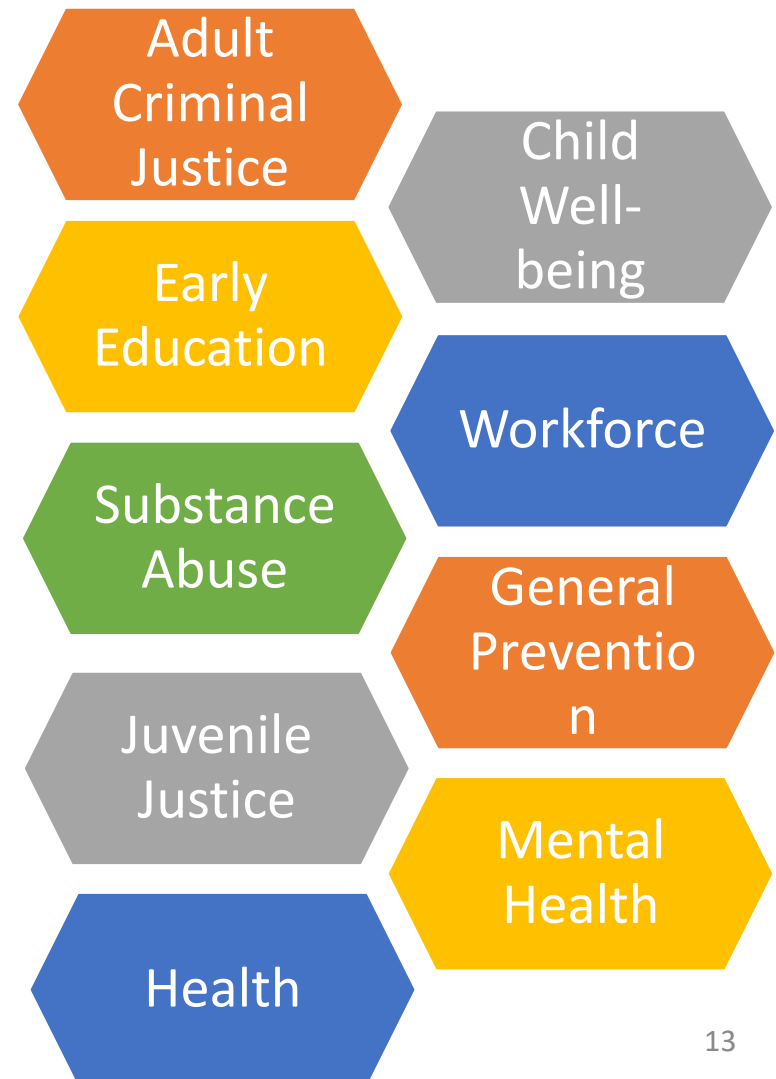 Adult
Criminal
Justice
Child
Well-
being
Early
Education
Workforce
Substance
Abuse
General
Preventio
n
Juvenile
Justice
Mental
Health
Health
13